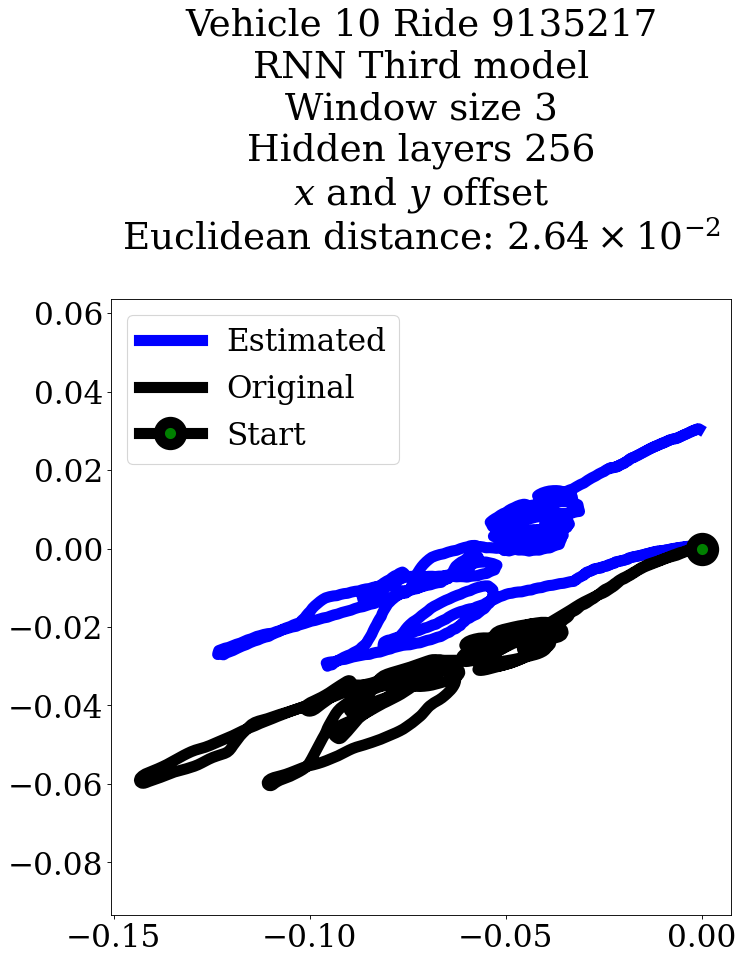 Vehicle 10 Ride 9135217
RNN Third model
Window size 3
Hidden layers 256
x and y offset
Euclidean distance: 2.64 × 10⁻²
Estimated
Original
Start
0.06
0.04
0.02
0.00
−0.02
−0.04
−0.06
−0.08
−0.15 −0.10 −0.05 0.00